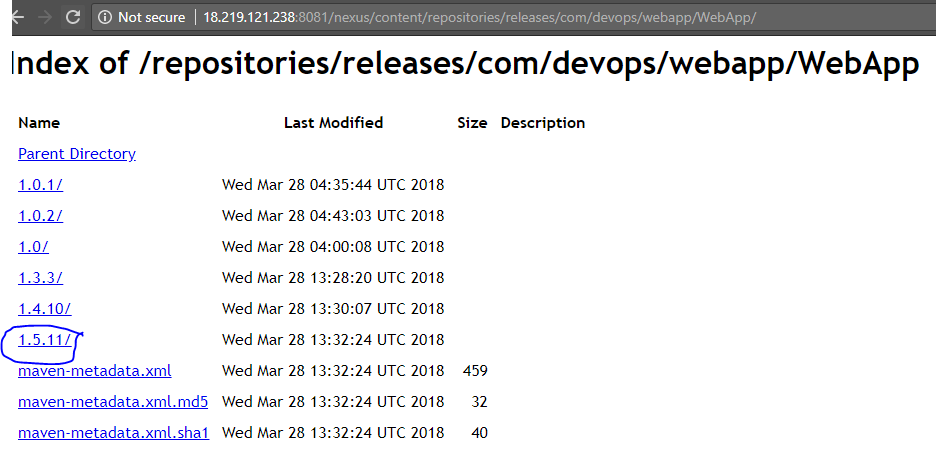 Not secure 18.219.121.238:8081/nexus/content/repositories/releases/com/devops/webapp/WebApp/
Index of /repositories/releases/com/devops/webapp/WebApp
Name Last Modified Size Description
Parent Directory
1.0.1/ Wed Mar 28 04:35:44 UTC 2018
1.0.2/ Wed Mar 28 04:43:03 UTC 2018
1.0/ Wed Mar 28 04:00:08 UTC 2018
1.3.3/ Wed Mar 28 13:28:20 UTC 2018
1.4.10/ Wed Mar 28 13:30:07 UTC 2018
1.5.11/ Wed Mar 28 13:32:24 UTC 2018
maven-metadata.xml Wed Mar 28 13:32:24 UTC 2018 459
maven-metadata.xml.md5 Wed Mar 28 13:32:24 UTC 2018 32
maven-metadata.xml.sha1 Wed Mar 28 13:32:24 UTC 2018 40